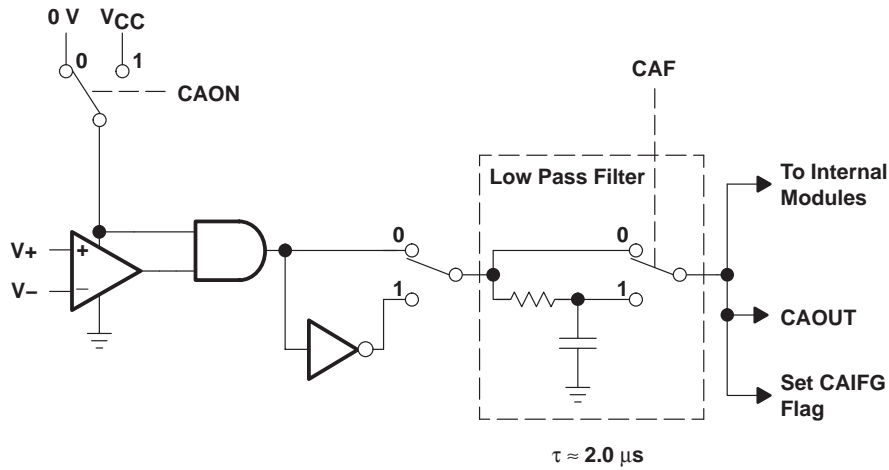 0 V VCC
0 1
CAF
CAON
Low Pass Filter
To Internal
Modules
0 0
V+ +
V− −
1 1
CAOUT
Set CAIFG
Flag
τ ≈ 2.0 μs